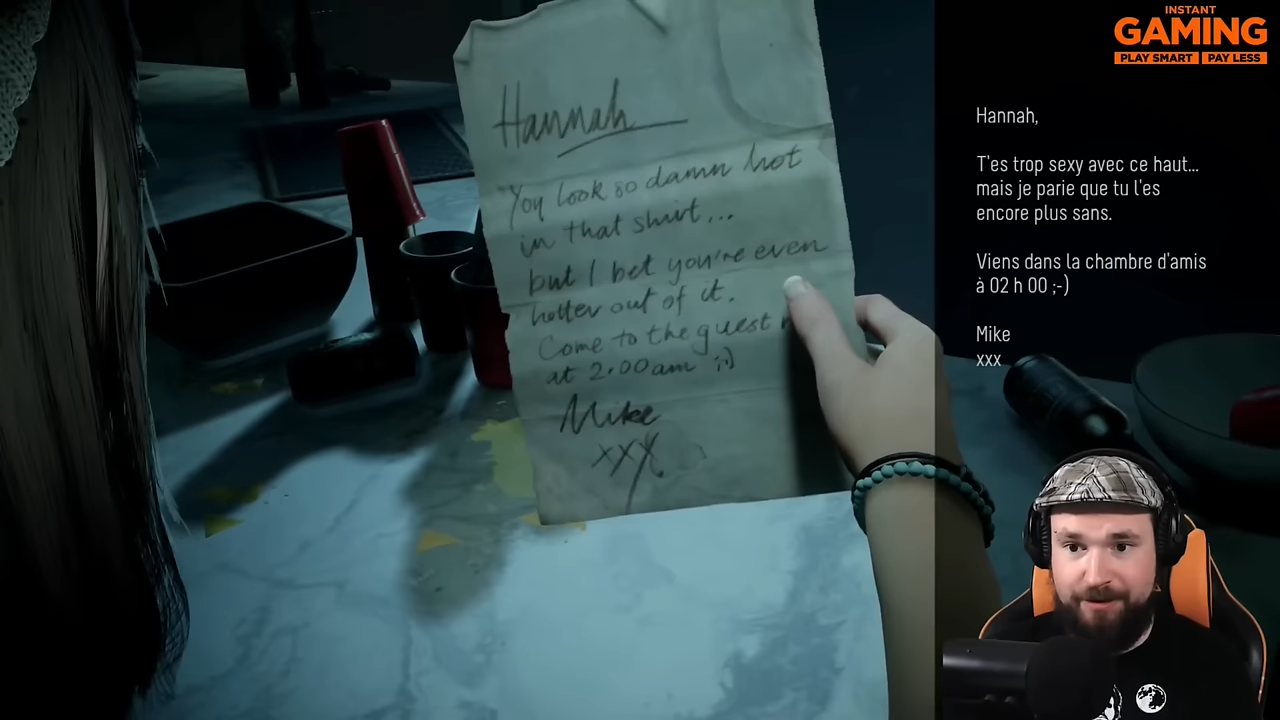 INSTANT
GAMING
PLAY SMART PAY LESS
Hannah
You look so damn hot
in that shirt...
but I bet you're even
hotter out of it.
Come to the guest
at 2.00am ;)
Mike
xxx
Hannah,
T'es trop sexy avec ce haut...
mais je parie que tu l'es
encore plus sans.
Viens dans la chambre d'amis
à 02 h 00 ;-)
Mike
xxx